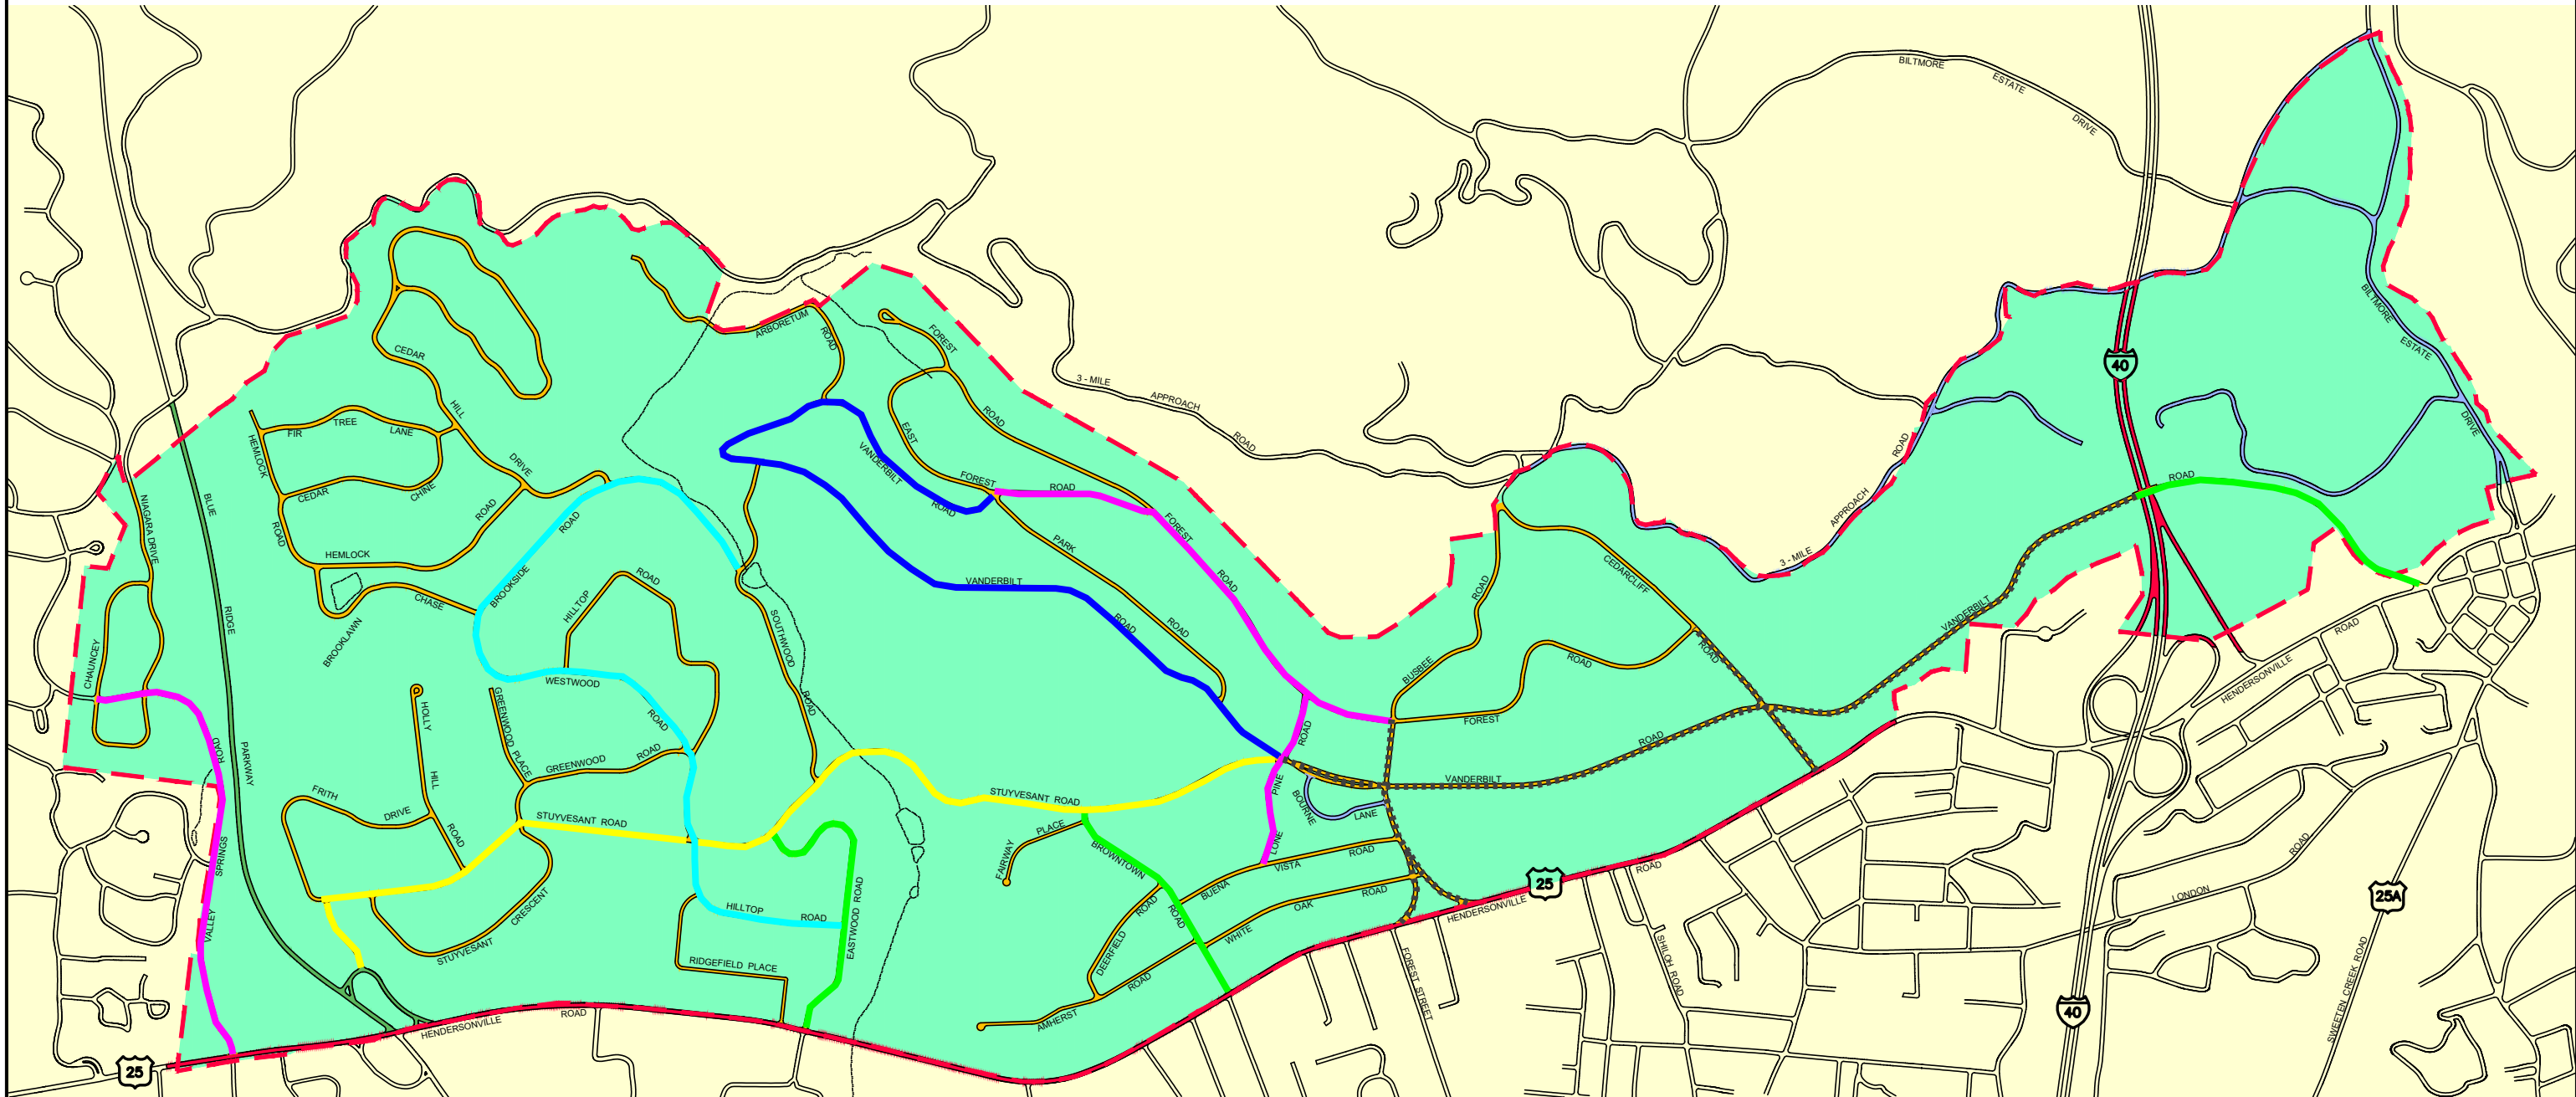 BILTMORE
ESTATE
DRIVE
ARBORETUM
ROAD
FOREST
BILTMORE
ESTATE
DRIVE
40
CEDAR
HILL
DRIVE
3 - MILE
APPROACH
ROAD
ROAD
FIR
TREE
LANE
HEMLOCK
ROAD
CEDAR
CHINE
ROAD
HEMLOCK
EAST
FOREST
ROAD
VANDERBILT
ROAD
FOREST
ROAD
ROAD
APPROACH
3 - MILE
ROAD
NIAGARA DRIVE
BLUE
RIDGE
PARKWAY
ROAD
BROOKSIDE
CHASE
BROOKLAWN
HILLTOP
ROAD
PARK
ROAD
VANDERBILT
ROAD
CEDARCLIFF
ROAD
ROAD
BUSBEE
VANDERBILT
ROAD
FOREST
CHAUNCEY
WESTWOOD
ROAD
SOUTHWOOD
ROAD
ROAD
VANDERBILT
HENDERSONVILLE
ROAD
HOLLY
HILL
ROAD
GREENWOOD PLACE
GREENWOOD
ROAD
ROAD
SPRINGS
VALLEY
FRITH
DRIVE
STUYVESANT ROAD
STUYVESANT ROAD
ROAD
PINE
LONE
BOURNE
LANE
FAIRWAY
PLACE
BROWNTOWN
ROAD
BUENA
VISTA
ROAD
WHITE
OAK
ROAD
DEERFIELD
ROAD
AMHERST
ROAD
STUYVESANT
CRESCENT
HILLTOP
ROAD
EASTWOOD ROAD
RIDGEFIELD PLACE
HENDERSONVILLE
ROAD
25
25
HENDERSONVILLE
ROAD
FOREST STREET
SHILOH ROAD
LONDON
ROAD
25A
40
SWEETEN CREEK ROAD